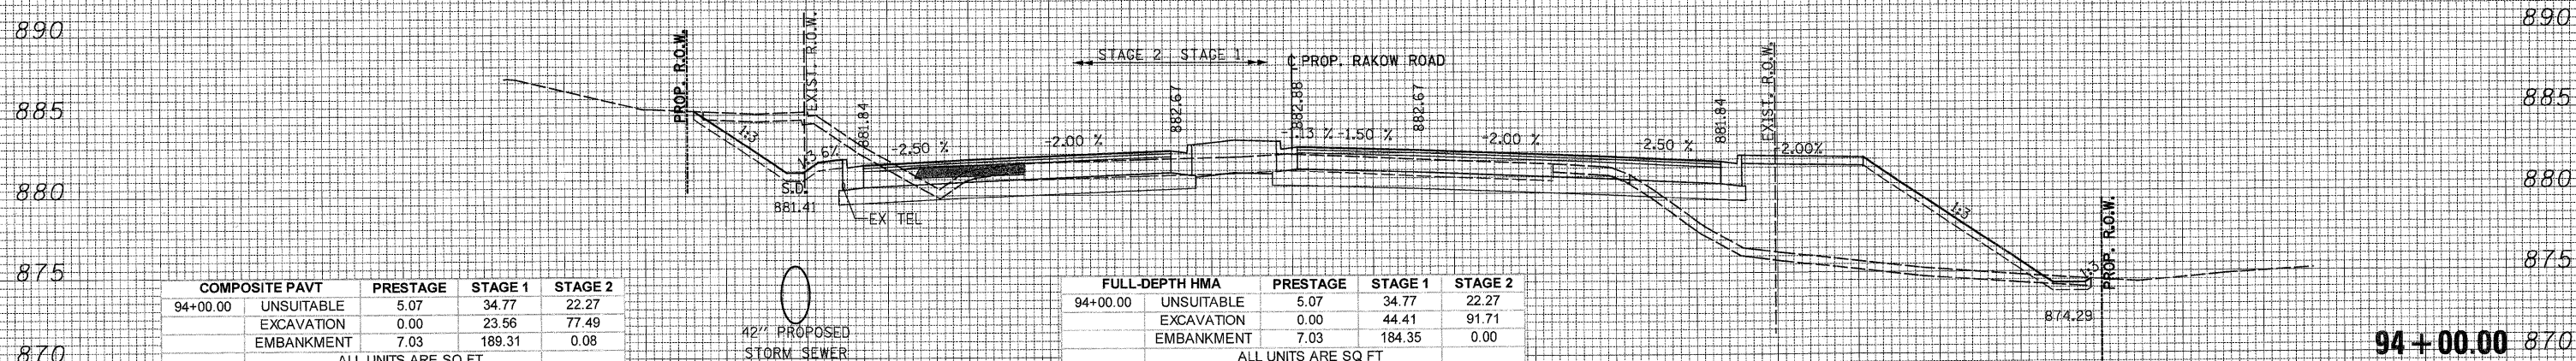 890
885
880
875
870
PROP. R.O.W.
EXIST. R.O.W.
1:3
1:3
6%
S.D.
881.41
EX TEL
881.84
-2.50 %
-2.00 %
STAGE 2 STAGE 1
882.67
882.88
℄ PROP. RAKOW ROAD
-1.50 %
882.67
-2.00 %
-2.50 %
881.84
EXIST. R.O.W.
-2.00%
1:3
1:3
PROP. R.O.W.
874.29
42" PROPOSED
STORM SEWER
COMPOSITE PAVT PRESTAGE STAGE 1 STAGE 2
94+00.00 UNSUITABLE 5.07 34.77 22.27
EXCAVATION 0.00 23.56 77.49
EMBANKMENT 7.03 189.31 0.08
ALL UNITS ARE SQ FT
FULL-DEPTH HMA PRESTAGE STAGE 1 STAGE 2
94+00.00 UNSUITABLE 5.07 34.77 22.27
EXCAVATION 0.00 44.41 91.71
EMBANKMENT 7.03 184.35 0.00
ALL UNITS ARE SQ FT
890
885
880
875
94+00.00 870